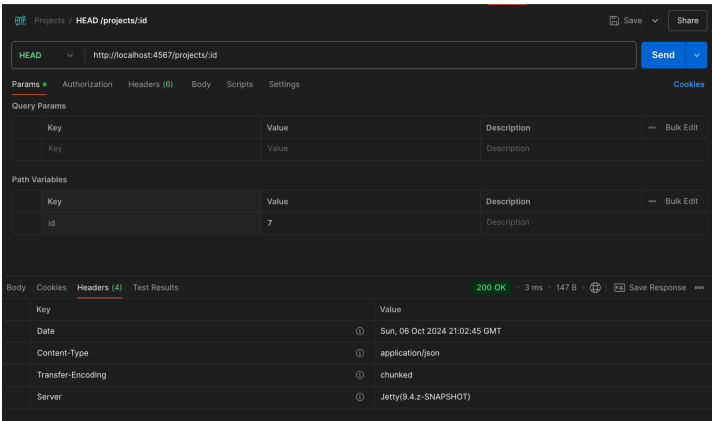 HTTP Projects / HEAD /projects/:id Save Share
HEAD http://localhost:4567/projects/:id Send
Params Authorization Headers (6) Body Scripts Settings Cookies
Query Params
Key Value Description Bulk Edit
Key Value Description
Path Variables
Key Value Description Bulk Edit
id 7 Description
Body Cookies Headers (4) Test Results 200 OK 3 ms 147 B Save Response
Key Value
Date Sun, 06 Oct 2024 21:02:45 GMT
Content-Type application/json
Transfer-Encoding chunked
Server Jetty(9.4.z-SNAPSHOT)